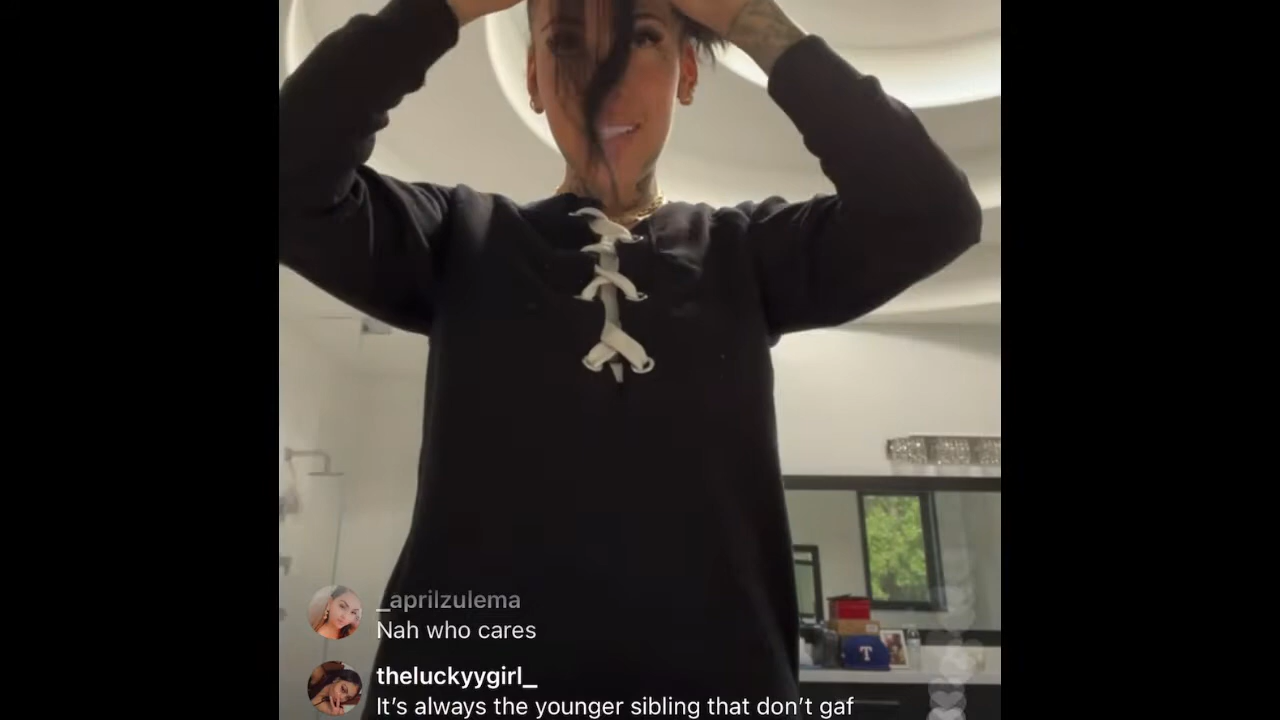 _aprilzulema
Nah who cares
theluckyygirl_
It’s always the younger sibling that don’t gaf
T